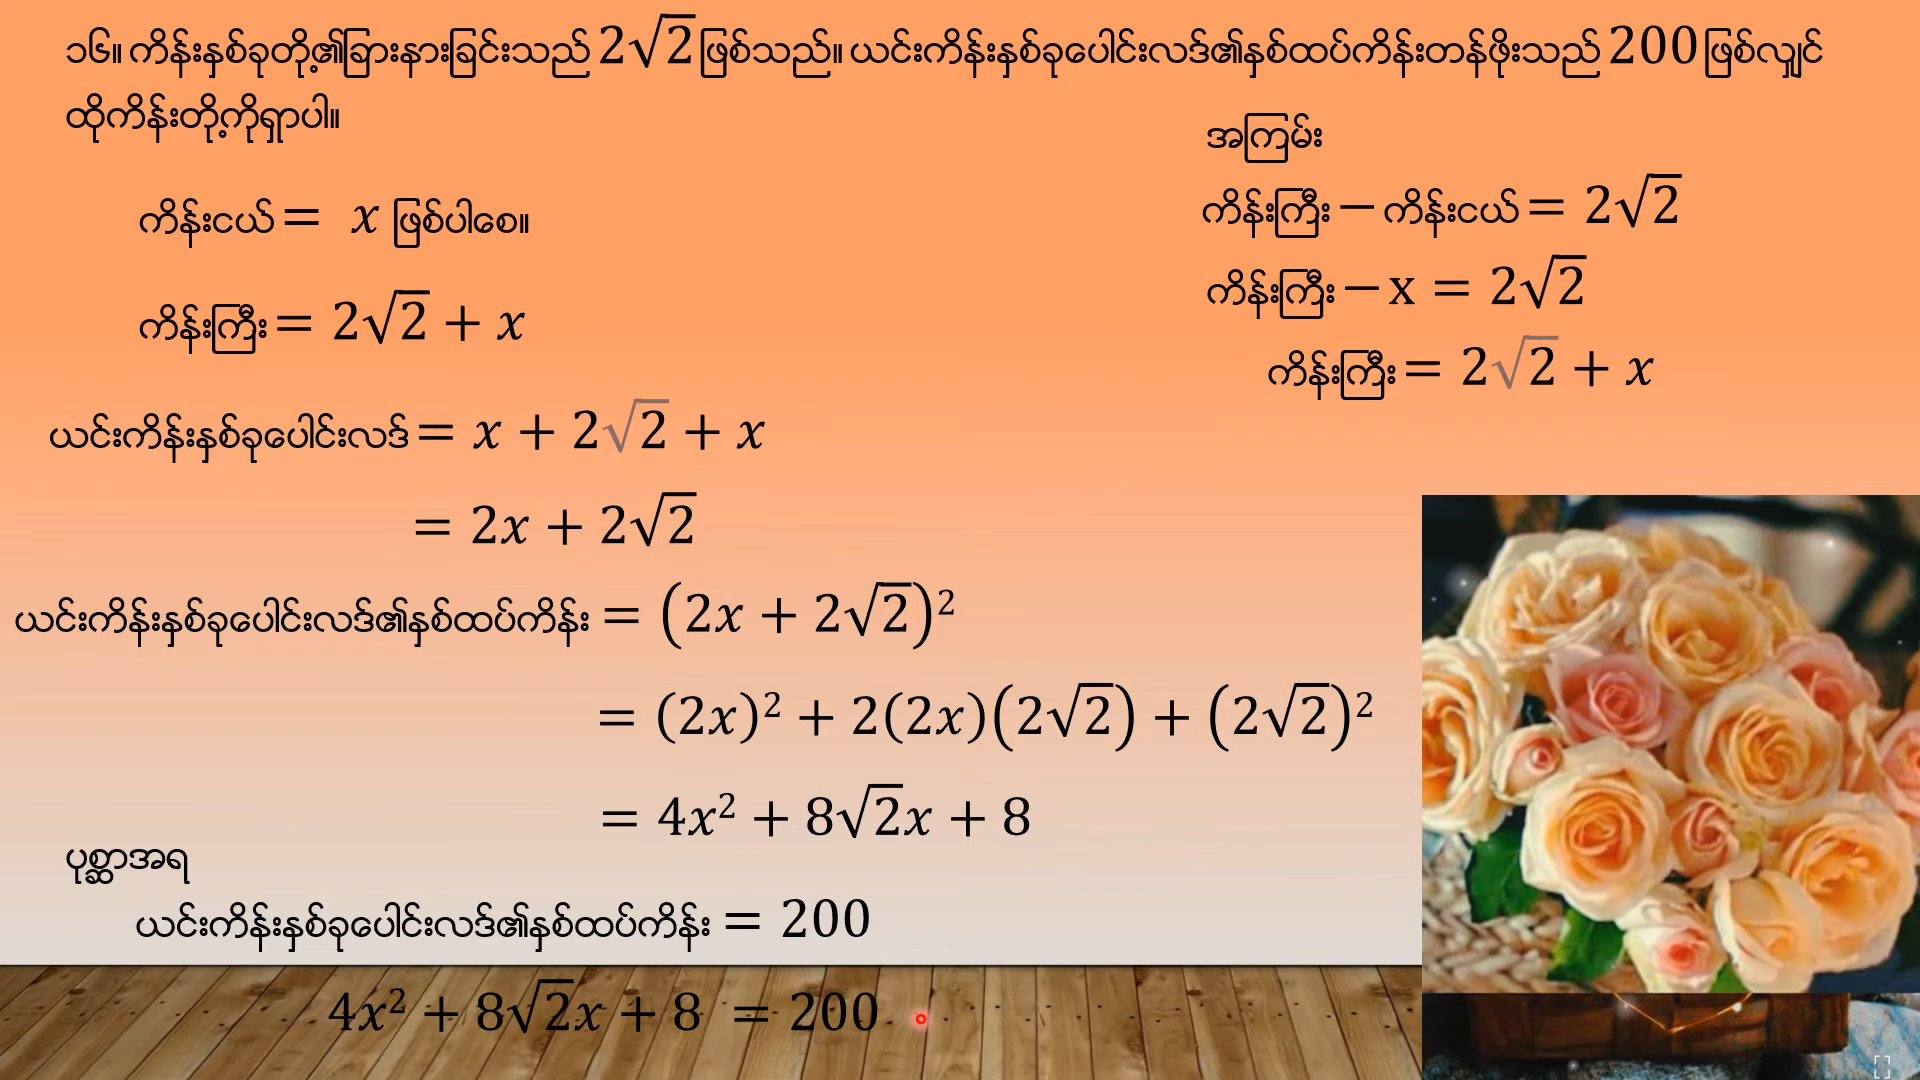 ၁၆။ ကိန်းနှစ်ခုတို့၏ခြားနားခြင်းသည် 2√2 ဖြစ်သည်။ ယင်းကိန်းနှစ်ခုပေါင်းလဒ်၏နှစ်ထပ်ကိန်းတန်ဖိုးသည် 200 ဖြစ်လျှင်
ထိုကိန်းတို့ကိုရှာပါ။
အကြမ်း
ကိန်းကြီး − ကိန်းငယ် = 2√2
ကိန်းကြီး − x = 2√2
ကိန်းကြီး = 2√2 + x
ကိန်းငယ် = x ဖြစ်ပါစေ။
ကိန်းကြီး = 2√2 + x
ယင်းကိန်းနှစ်ခုပေါင်းလဒ် = x + 2√2 + x
= 2x + 2√2
ယင်းကိန်းနှစ်ခုပေါင်းလဒ်၏နှစ်ထပ်ကိန်း = (2x + 2√2)²
= (2x)² + 2(2x)(2√2) + (2√2)²
= 4x² + 8√2x + 8
ပုစ္ဆာအရ
ယင်းကိန်းနှစ်ခုပေါင်းလဒ်၏နှစ်ထပ်ကိန်း = 200
4x² + 8√2x + 8 = 200